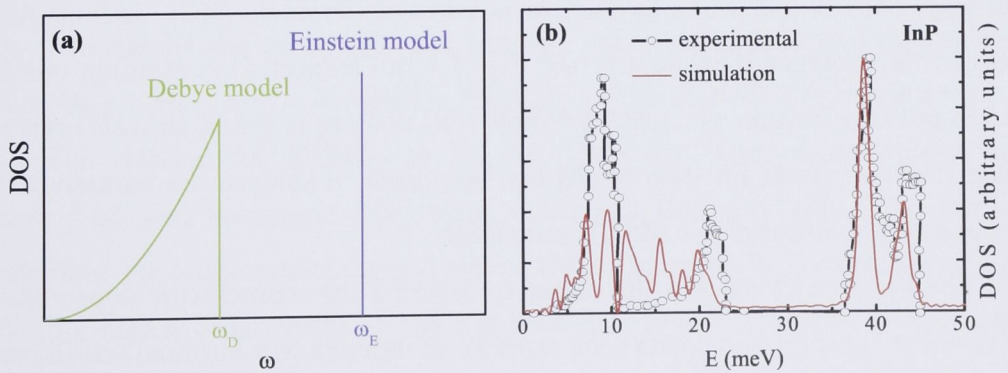 (a)
Einstein model
Debye model
DOS
ω_D
ω_E
ω
(b)
experimental
simulation
InP
DOS (arbitrary units)
0
10
20
30
40
50
E (meV)